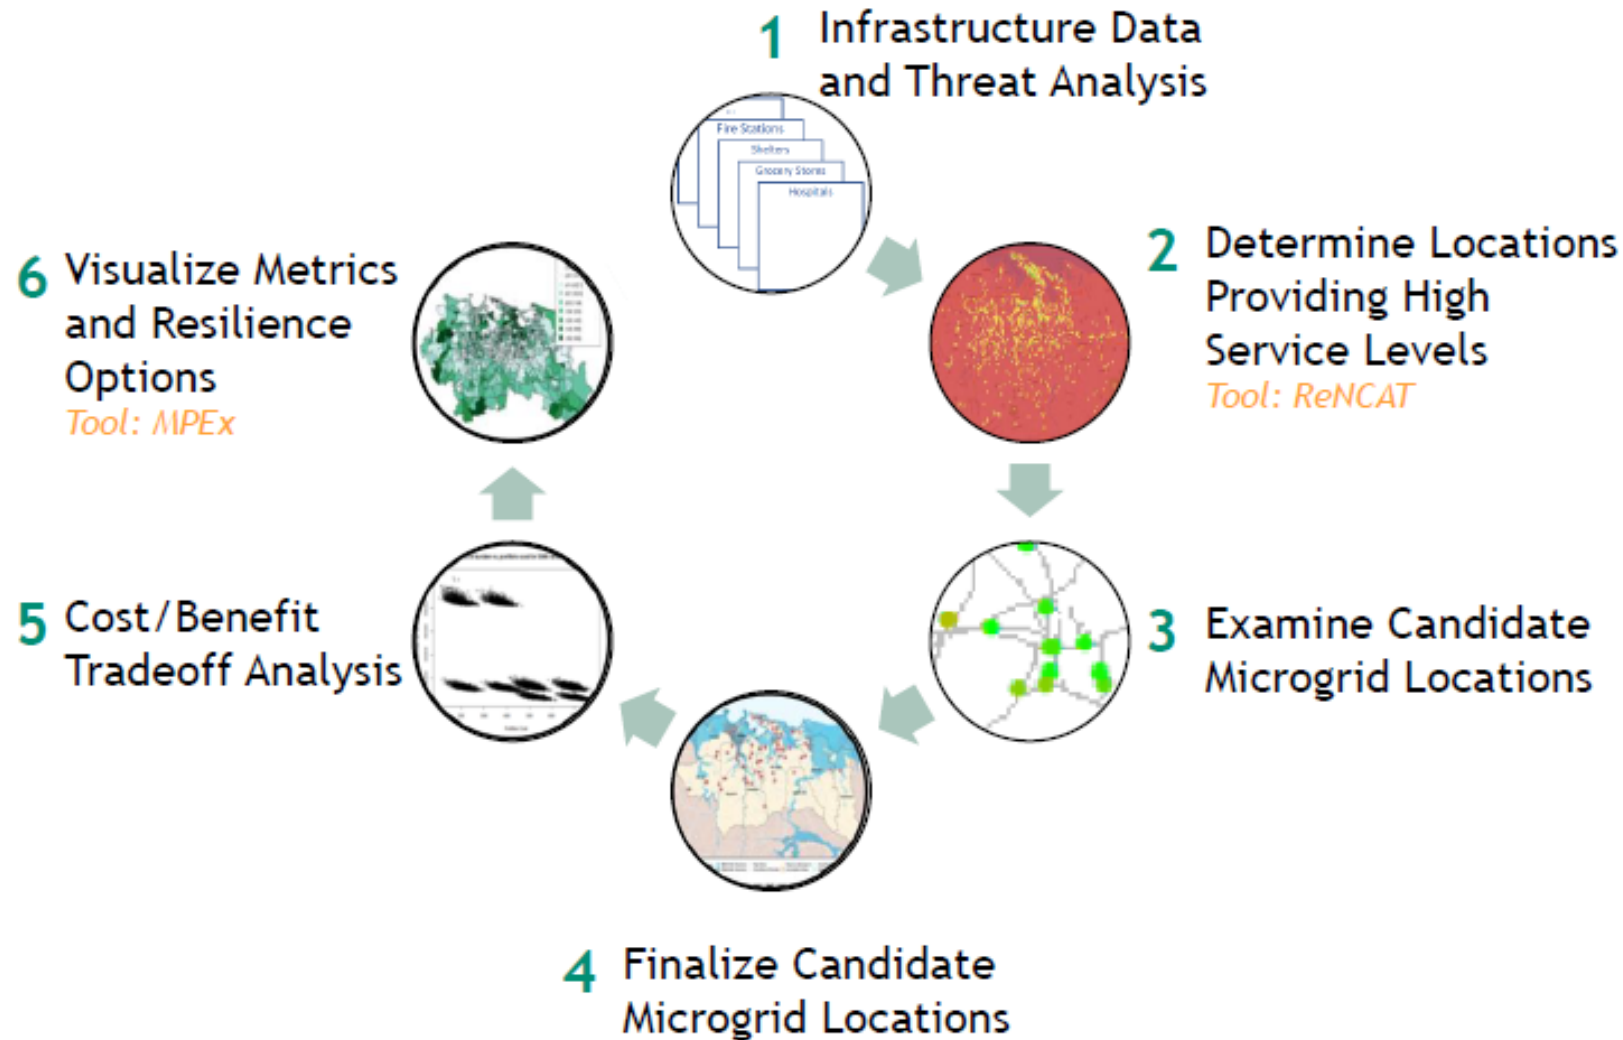 1 Infrastructure Data
and Threat Analysis
Fire Stations
Shelters
Grocery Stores
Hospitals
2 Determine Locations
Providing High
Service Levels
Tool: ReNCAT
3 Examine Candidate
Microgrid Locations
4 Finalize Candidate
Microgrid Locations
5 Cost/Benefit
Tradeoff Analysis
6 Visualize Metrics
and Resilience
Options
Tool: MPEx